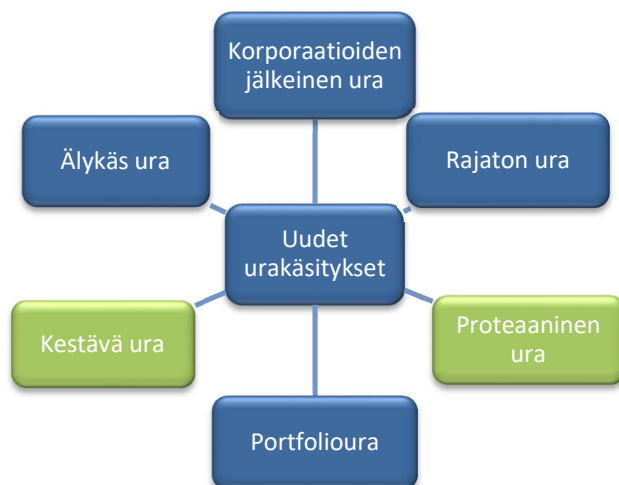 Korporaatioiden
jälkeinen ura
Älykäs ura
Rajaton ura
Uudet
urakäsitykset
Kestävä ura
Proteaaninen
ura
Portfolioura